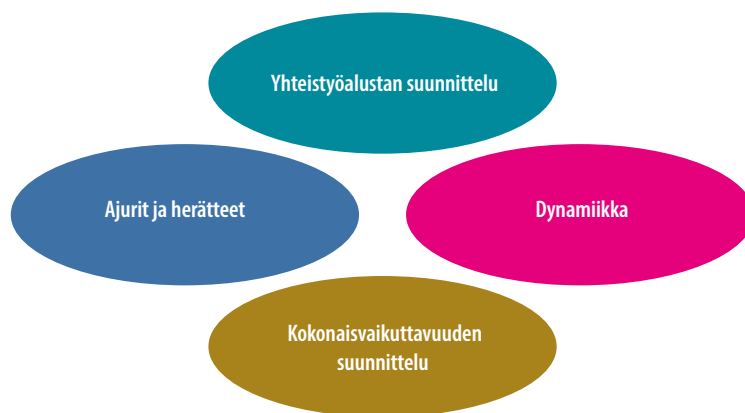 Yhteistyöalustan suunnittelu
Ajurit ja herätteet
Dynamiikka
Kokonaisvaikuttavuuden
suunnittelu